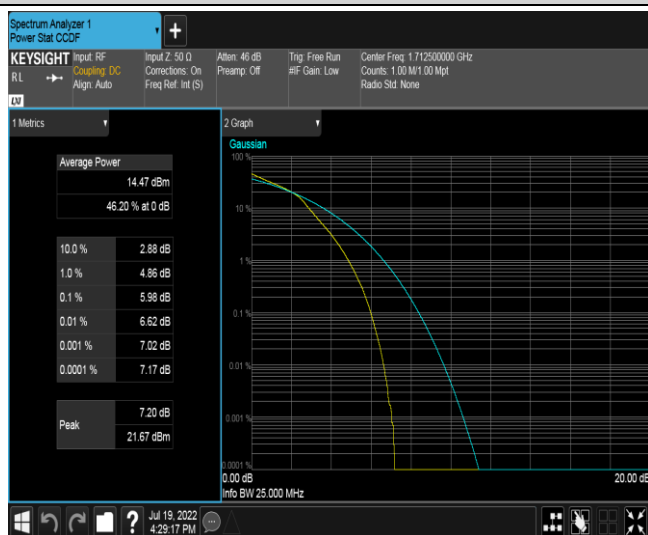 Spectrum Analyzer 1
Power Stat CCDF
+
KEYSIGHT
RL
LXI
Input: RF
Coupling: DC
Align: Auto
Input Z: 50 Ω
Corrections: On
Freq Ref: Int (S)
Atten: 46 dB
Preamp: Off
Trig: Free Run
#IF Gain: Low
Center Freq: 1.712500000 GHz
Counts: 1.00 M/1.00 Mpt
Radio Std: None
1 Metrics
Average Power
14.47 dBm
46.20 % at 0 dB
10.0 % 2.88 dB
1.0 % 4.86 dB
0.1 % 5.98 dB
0.01 % 6.62 dB
0.001 % 7.02 dB
0.0001 % 7.17 dB
Peak
7.20 dB
21.67 dBm
2 Graph
Gaussian
100 %
10 %
1 %
0.1 %
0.01 %
0.001 %
0.0001 %
0.00 dB 20.00 dB
Info BW 25.000 MHz
?
Jul 19, 2022
4:29:17 PM